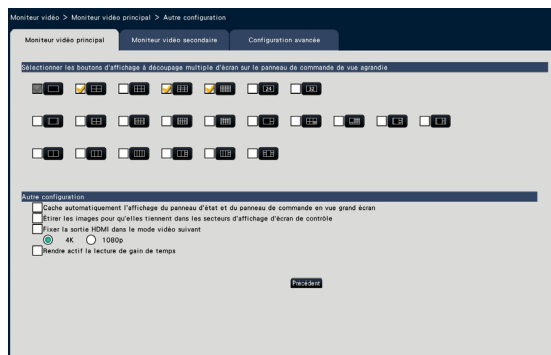 Moniteur vidéo > Moniteur vidéo principal > Autre configuration
Moniteur vidéo principal
Moniteur vidéo secondaire
Configuration avancée
Sélectionner les boutons d'affichage à découpage multiple d'écran sur le panneau de commande de vue agrandie
24
32
Autre configuration
Cache automatiquement l'affichage du panneau d'état et du panneau de commande en vue grand écran
Étirer les images pour qu'elles tiennent dans les secteurs d'affichage d'écran de contrôle
Fixer la sortie HDMI dans le mode vidéo suivant
4K
1080p
Rendre actif la lecture de gain de temps
Précédent